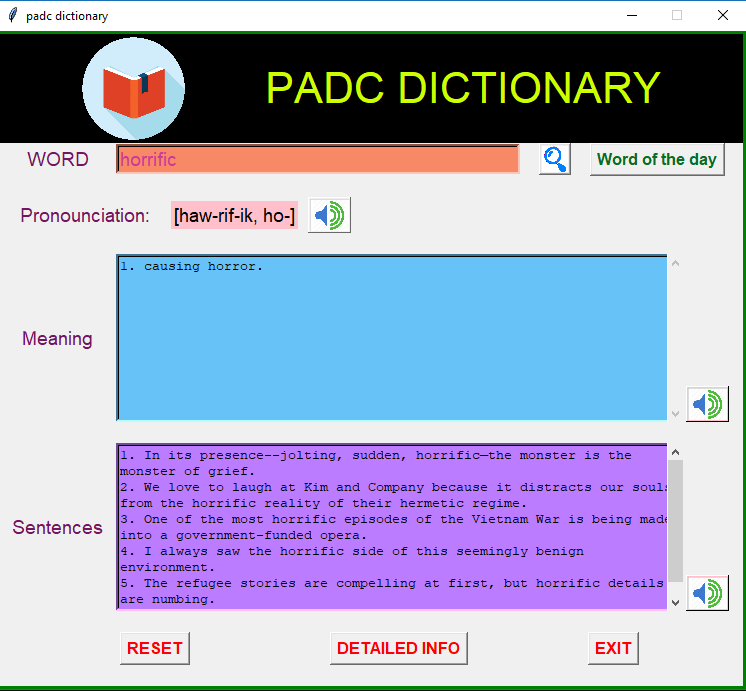 padc dictionary
PADC DICTIONARY
WORD horrific Word of the day
Pronounciation: [haw-rif-ik, ho-]
Meaning
1. causing horror.
Sentences
1. In its presence--jolting, sudden, horrific—the monster is the
monster of grief.
2. We love to laugh at Kim and Company because it distracts our souls
from the horrific reality of their hermetic regime.
3. One of the most horrific episodes of the Vietnam War is being made
into a government-funded opera.
4. I always saw the horrific side of this seemingly benign
environment.
5. The refugee stories are compelling at first, but horrific details
are numbing.
RESET DETAILED INFO EXIT